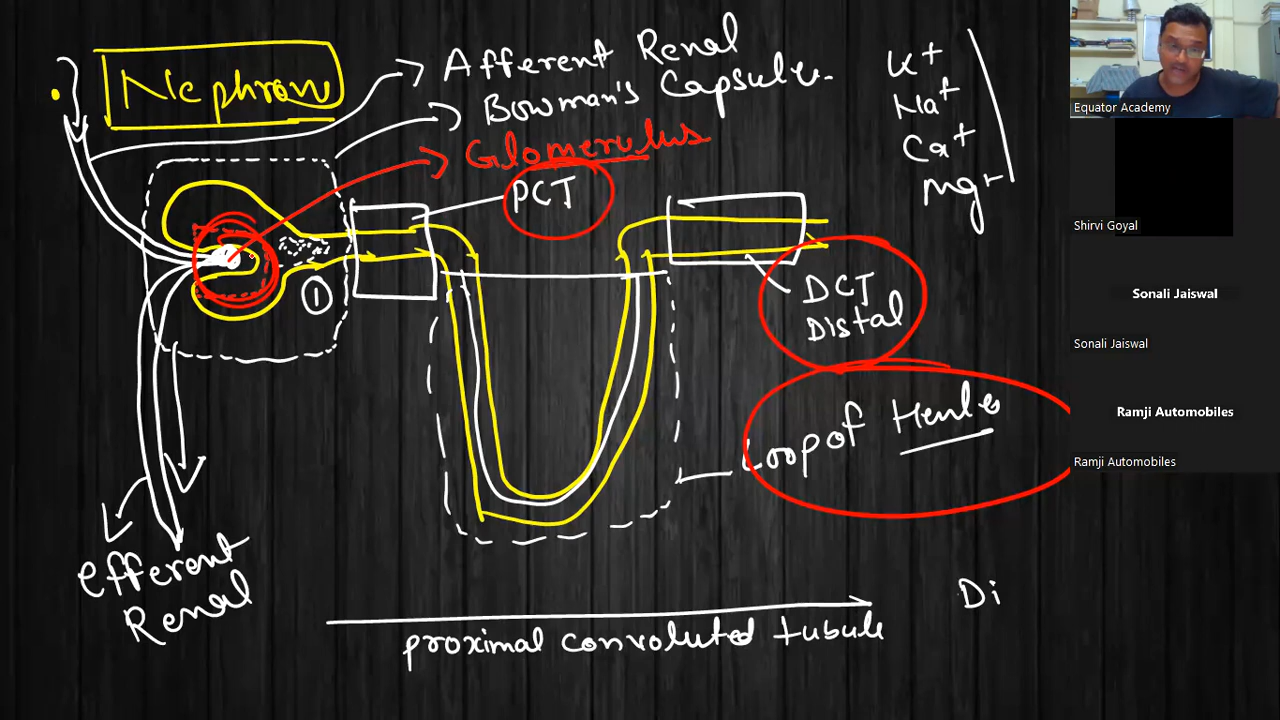 Nephron
Afferent Renal
Bowman's Capsule.
Glomerulus
PCT
K+
Na+
Ca+
Mg+
1
DCT
Distal
Loop of Henle
efferent
Renal
proximal convoluted tubule
Di
Equator Academy
Shirvi Goyal
Sonali Jaiswal
Sonali Jaiswal
Ramji Automobiles
Ramji Automobiles